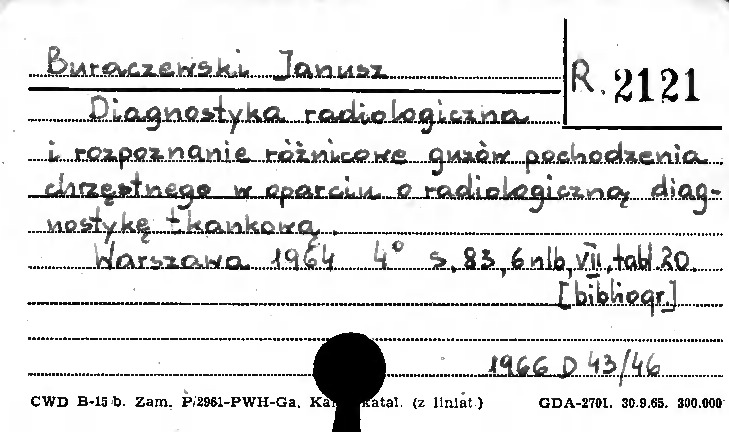 Buraczewski Janusz
R. 2121
Diagnostyka radiologiczna
i rozpoznanie różnicowe guzów pochodzenia
chrzęstnego w oparciu o radiologiczną diag-
nostykę tkankową.
Warszawa 1964 4° s. 83, 6 nlb, VII, tabl. 20.
[bibliogr.]
1966 D 43/46
CWD B-15 b. Zam. P/2961-PWH-Ga. katal. (z liniat.) GDA-2701. 30.9.65. 300.000